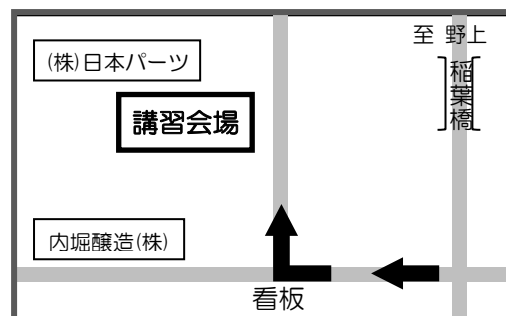 至 野上
(株)日本パーツ
稲葉橋
講習会場
内堀醸造(株)
看板